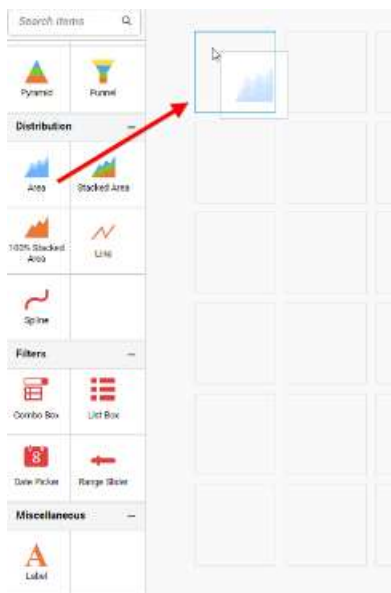 Search items
Pyramid
Funnel
Distribution
Area
Stacked Area
100% Stacked
Area
Line
Spline
Filters
Combo Box
List Box
8
Date Picker
Range Slider
Miscellaneous
A
Label